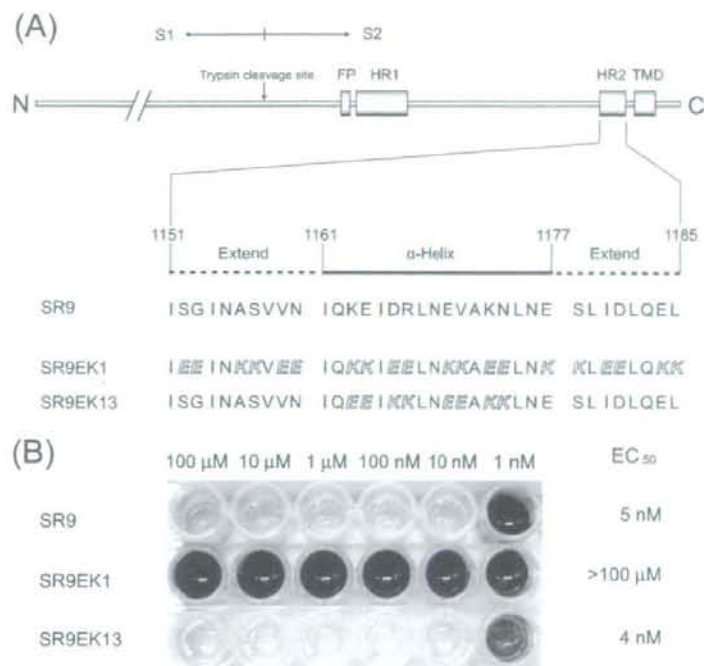 (A)
S1 S2
Trypsin cleavage site FP HR1 HR2 TMD
N C
1151 1161 1177 1185
Extend α-Helix Extend
SR9 ISGINASVVN IQKEIDRLNEVAKNLNE SLIDLQEL
SR9EK1 IEEINKKVEE IQKKIEELNKKAEELNK KLEELQKK
SR9EK13 ISGINASVVN IQEEIKKLNEEAKKLNE SLIDLQEL
(B)
100 μM 10 μM 1 μM 100 nM 10 nM 1 nM EC50
SR9 5 nM
SR9EK1 >100 μM
SR9EK13 4 nM